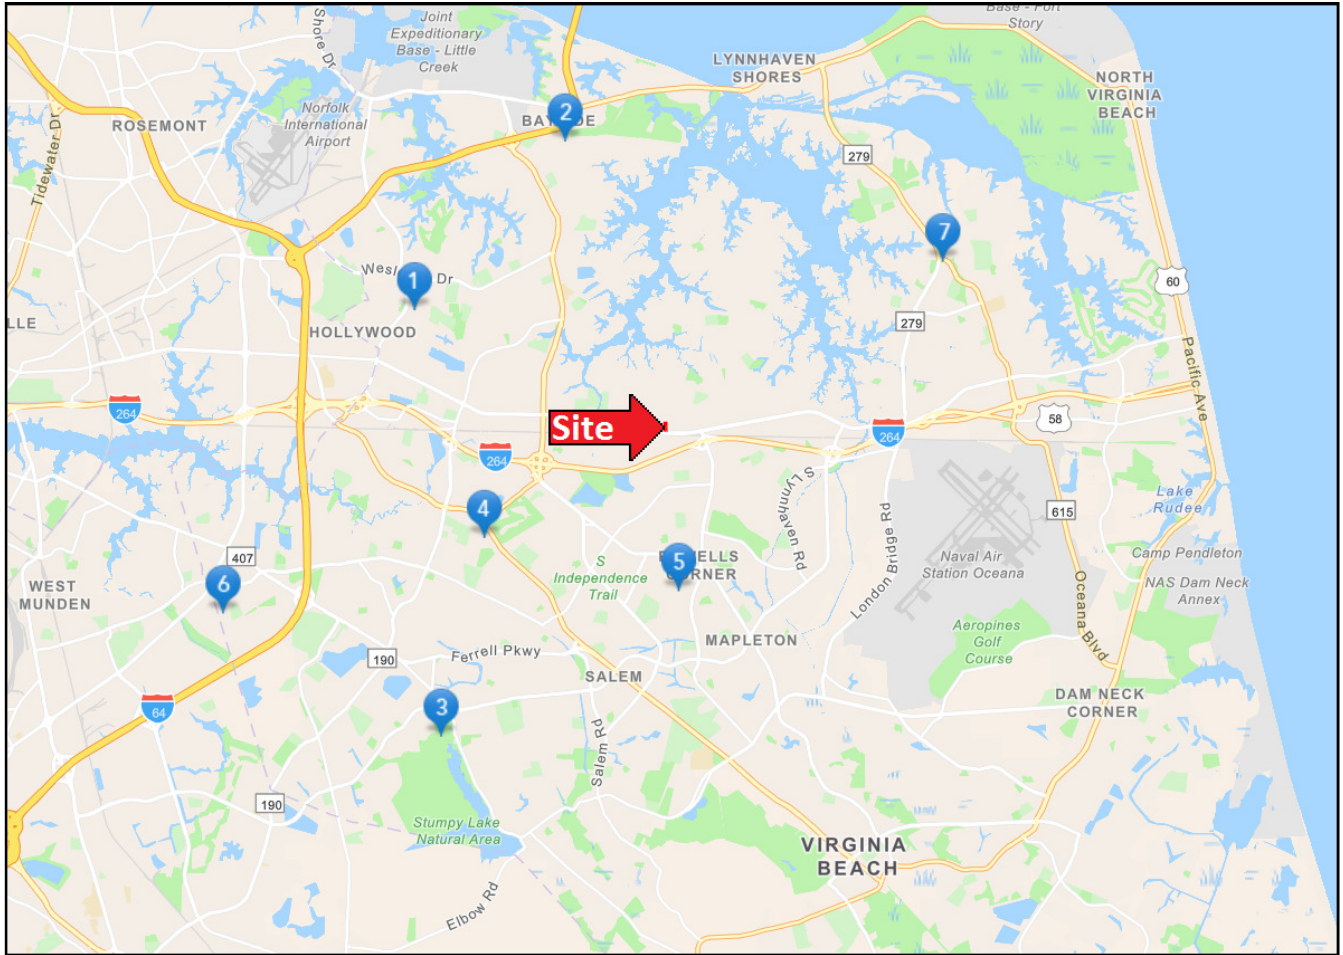 Joint
Expeditionary
Base - Little
Creek
Shore Dr
Base - Fort
Story
LYNNHAVEN
SHORES
NORTH
VIRGINIA
BEACH
Tidewater Dr
ROSEMONT
Norfolk
International
Airport
2
279
7
Dr
1
60
279
LLE
HOLLYWOOD
Pacific Ave
264
Site
58
264
264
S Lynnhaven Rd
4
615
Lake
Rudee
London Bridge Rd
407
S
Independence
Trail
5
Naval Air
Station Oceana
Camp Pendleton
NAS Dam Neck
Annex
WEST
MUNDEN
6
Oceana Blvd
Aeropines
Golf
Course
MAPLETON
190
Ferrell Pkwy
SALEM
DAM NECK
CORNER
64
3
Salem Rd
190
Stumpy Lake
Natural Area
VIRGINIA
BEACH
Elbow Rd